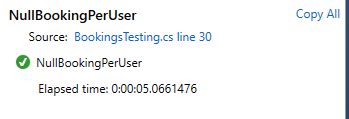 NullBookingPerUser Copy All
Source: BookingsTesting.cs line 30
NullBookingPerUser
Elapsed time: 0:00:05.0661476